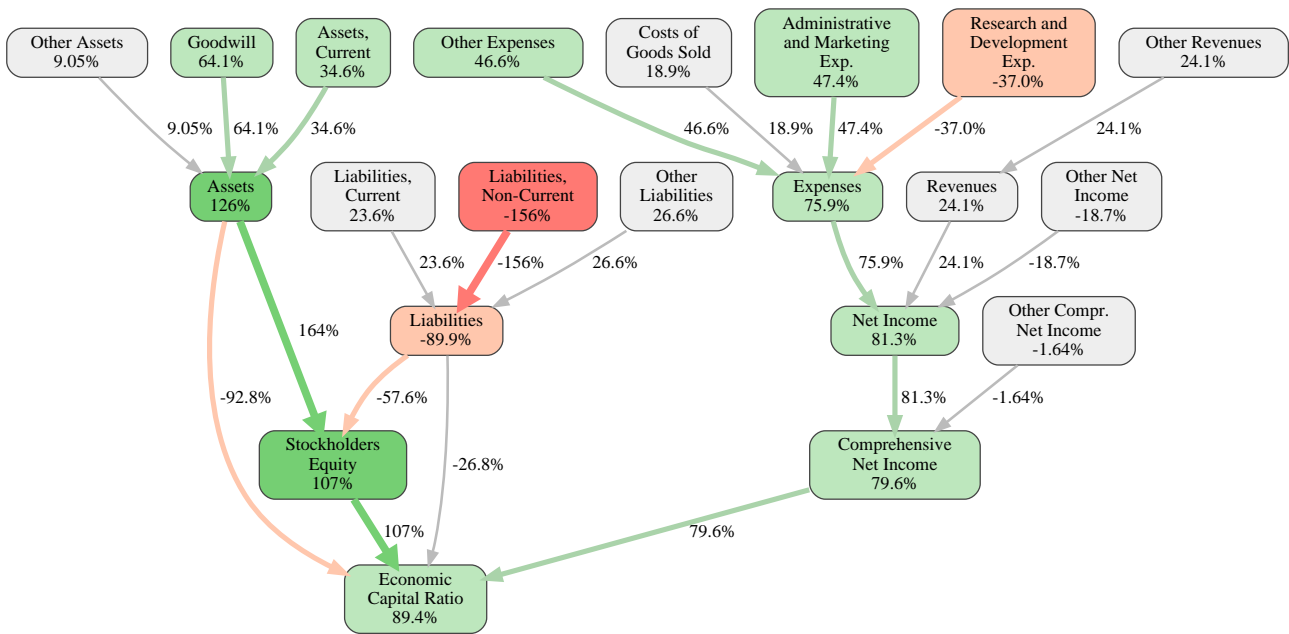 Other Assets
9.05%
Goodwill
64.1%
Assets,
Current
34.6%
Other Expenses
46.6%
Costs of
Goods Sold
18.9%
Administrative
and Marketing
Exp.
47.4%
Research and
Development
Exp.
-37.0%
Other Revenues
24.1%
9.05%
64.1%
34.6%
46.6%
18.9%
47.4%
-37.0%
24.1%
Assets
126%
Liabilities,
Current
23.6%
Liabilities,
Non-Current
-156%
Other
Liabilities
26.6%
Expenses
75.9%
Revenues
24.1%
Other Net
Income
-18.7%
23.6%
-156%
26.6%
75.9%
24.1%
-18.7%
164%
Liabilities
-89.9%
Net Income
81.3%
Other Compr.
Net Income
-1.64%
-92.8%
-57.6%
81.3%
-1.64%
Stockholders
Equity
107%
-26.8%
Comprehensive
Net Income
79.6%
107%
79.6%
Economic
Capital Ratio
89.4%